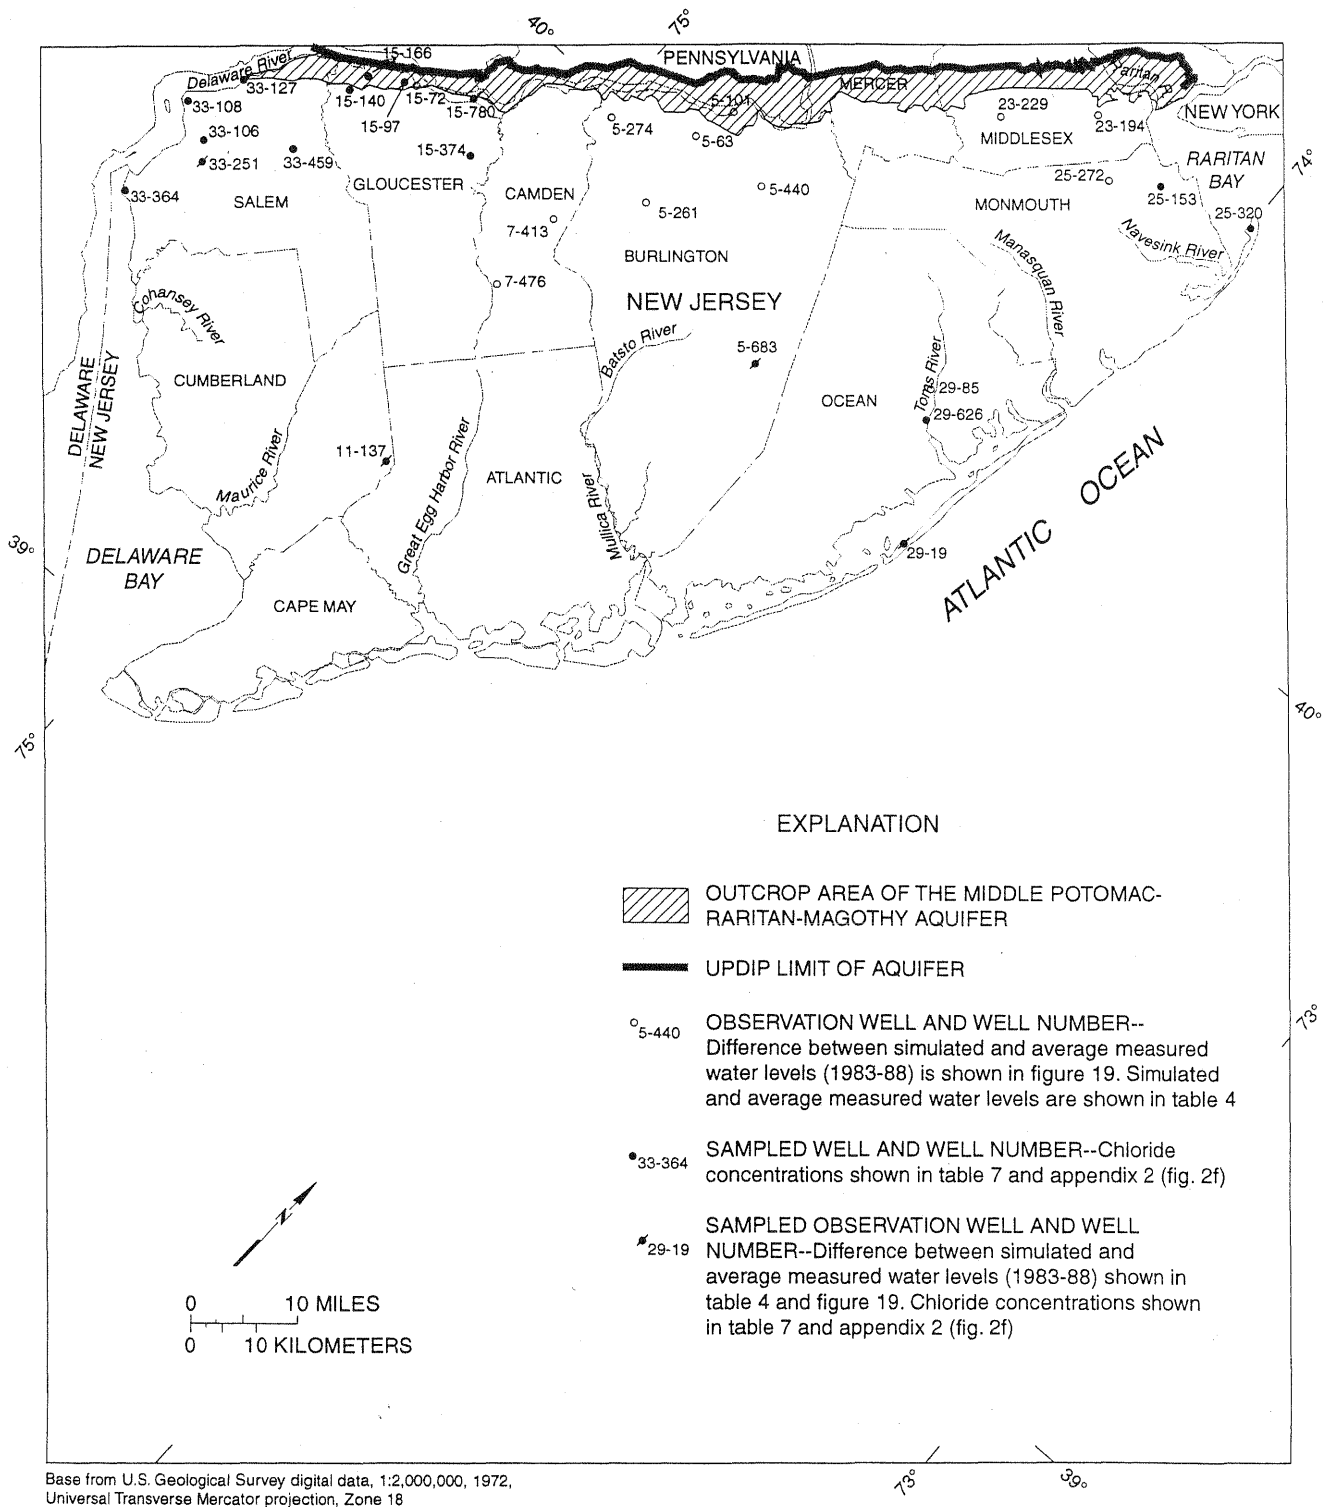 40°
75°
PENNSYLVANIA
Delaware River
15-166
MERCER
Raritan R
33-127
15-140
15-72
33-108
15-780
15-97
5-101
5-274
5-63
23-229
23-194
NEW YORK
33-106
33-251
33-459
15-374
MIDDLESEX
RARITAN
BAY
74°
33-364
SALEM
GLOUCESTER
CAMDEN
5-440
25-272
25-153
5-261
7-413
MONMOUTH
25-320
Navesink River
BURLINGTON
Manasquan River
7-476
Cohansey River
NEW JERSEY
Batsto River
5-683
CUMBERLAND
DELAWARE
NEW JERSEY
OCEAN
Toms River
29-85
29-626
11-137
Maurice River
Great Egg Harbor River
ATLANTIC
Mullica River
ATLANTIC OCEAN
39°
DELAWARE
BAY
29-19
CAPE MAY
75°
40°
EXPLANATION
OUTCROP AREA OF THE MIDDLE POTOMAC-
RARITAN-MAGOTHY AQUIFER
UPDIP LIMIT OF AQUIFER
5-440
OBSERVATION WELL AND WELL NUMBER--
Difference between simulated and average measured
water levels (1983-88) is shown in figure 19. Simulated
and average measured water levels are shown in table 4
73°
33-364
SAMPLED WELL AND WELL NUMBER--Chloride
concentrations shown in table 7 and appendix 2 (fig. 2f)
29-19
SAMPLED OBSERVATION WELL AND WELL
NUMBER--Difference between simulated and
average measured water levels (1983-88) shown in
table 4 and figure 19. Chloride concentrations shown
in table 7 and appendix 2 (fig. 2f)
N
0 10 MILES
0 10 KILOMETERS
73°
39°
Base from U.S. Geological Survey digital data, 1:2,000,000, 1972,
Universal Transverse Mercator projection, Zone 18